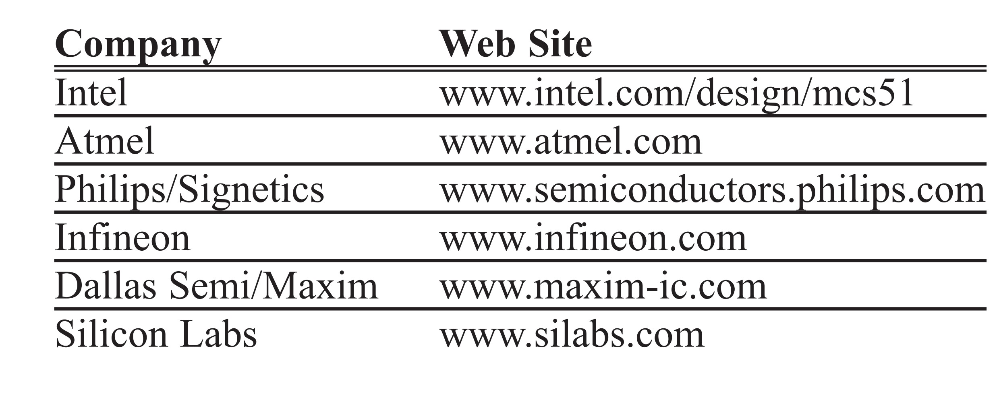 Company Web Site
Intel www.intel.com/design/mcs51
Atmel www.atmel.com
Philips/Signetics www.semiconductors.philips.com
Infineon www.infineon.com
Dallas Semi/Maxim www.maxim-ic.com
Silicon Labs www.silabs.com